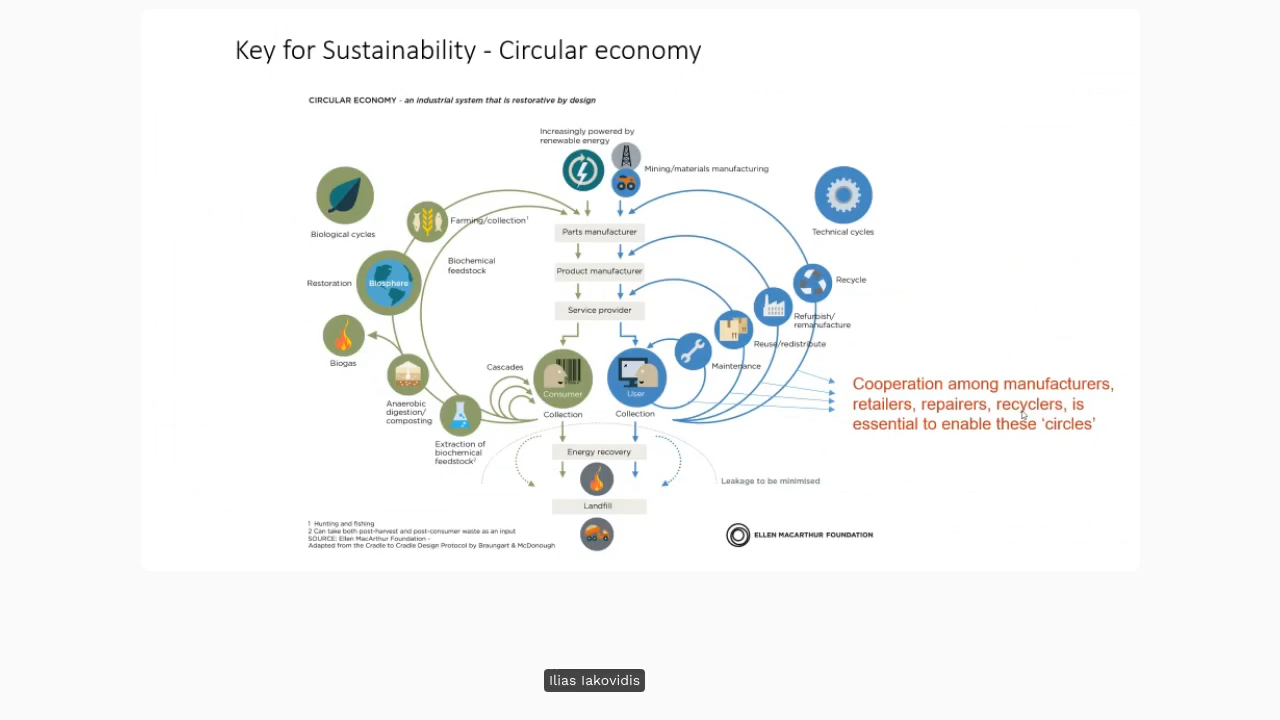 Key for Sustainability - Circular economy
CIRCULAR ECONOMY - an industrial system that is restorative by design
Increasingly powered by
renewable energy
Mining/materials manufacturing
Biological cycles
Technical cycles
Farming/collection¹
Parts manufacturer
Biochemical
feedstock
Product manufacturer
Restoration
Biosphere
Recycle
Service provider
Refurbish/
remanufacture
Reuse/redistribute
Biogas
Cascades
Maintenance
Consumer
User
Collection
Collection
Anaerobic
digestion/
composting
Extraction of
biochemical
feedstock²
Cooperation among manufacturers,
retailers, repairers, recyclers, is
essential to enable these ‘circles’
Energy recovery
Leakage to be minimised
Landfill
1 Hunting and fishing
2 Can take both post-harvest and post-consumer waste as an input
SOURCE: Ellen MacArthur Foundation -
Adapted from the Cradle to Cradle Design Protocol by Braungart & McDonough
ELLEN MACARTHUR FOUNDATION
Ilias Iakovidis